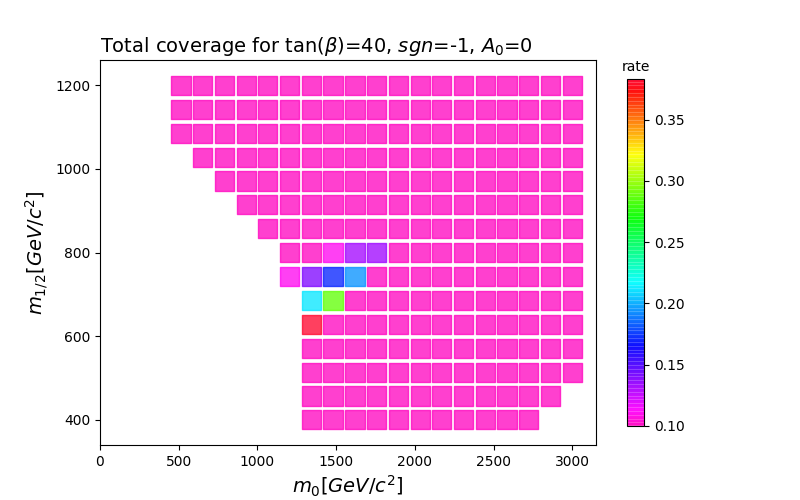 Total coverage for tan(β)=40, sgn=-1, A₀=0
rate
1200
1000
800
600
400
m₁/₂[GeV/c²]
0.35
0.30
0.25
0.20
0.15
0.10
0 500 1000 1500 2000 2500 3000
m₀[GeV/c²]